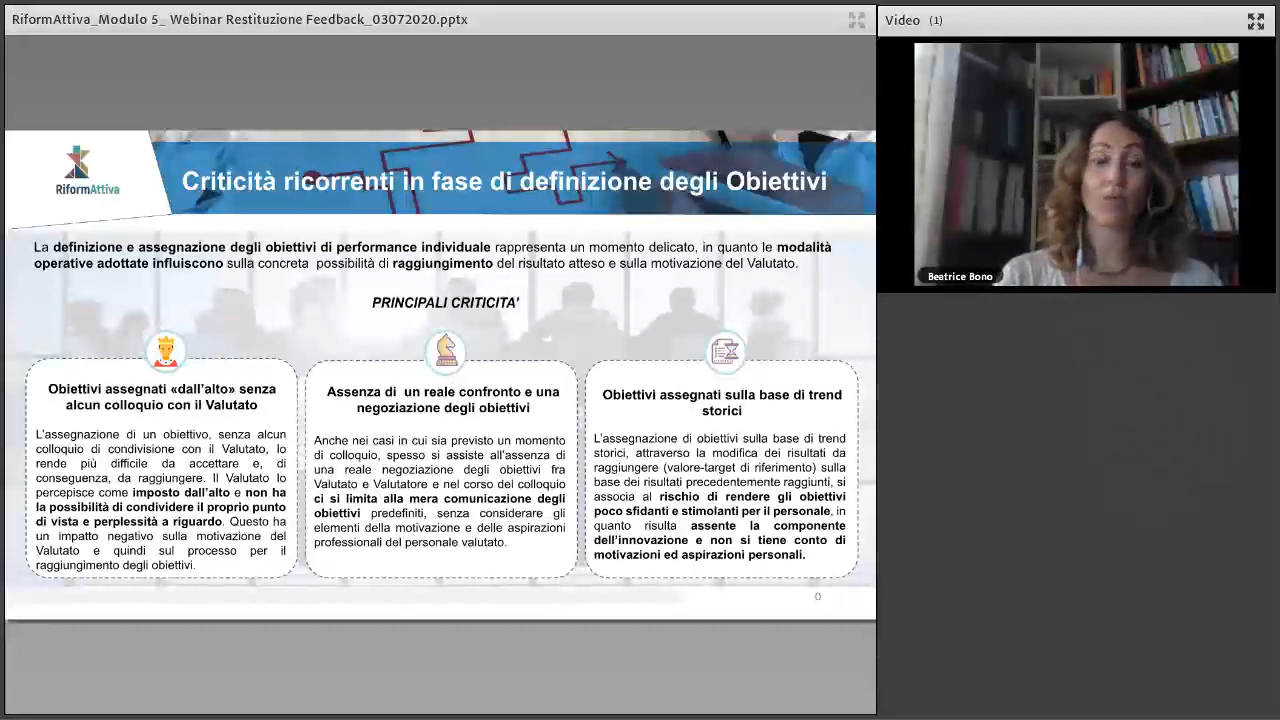 RiformAttiva_Modulo 5_ Webinar Restituzione Feedback_03072020.pptx
Video (1)
Beatrice Bono
RiformAttiva
Criticità ricorrenti in fase di definizione degli Obiettivi
La definizione e assegnazione degli obiettivi di performance individuale rappresenta un momento delicato, in quanto le modalità
operative adottate influiscono sulla concreta possibilità di raggiungimento del risultato atteso e sulla motivazione del Valutato.
PRINCIPALI CRITICITA'
Obiettivi assegnati «dall'alto» senza
alcun colloquio con il Valutato
L'assegnazione di un obiettivo, senza alcun
colloquio di condivisione con il Valutato, lo
rende più difficile da accettare e, di
conseguenza, da raggiungere. Il Valutato lo
percepisce come imposto dall'alto e non ha
la possibilità di condividere il proprio punto
di vista e perplessità a riguardo. Questo ha
un impatto negativo sulla motivazione del
Valutato e quindi sul processo per il
raggiungimento degli obiettivi.
Assenza di un reale confronto e una
negoziazione degli obiettivi
Anche nei casi in cui sia previsto un momento
di colloquio, spesso si assiste all'assenza di
una reale negoziazione degli obiettivi fra
Valutato e Valutatore e nel corso del colloquio
ci si limita alla mera comunicazione degli
obiettivi predefiniti, senza considerare gli
elementi della motivazione e delle aspirazioni
professionali del personale valutato.
Obiettivi assegnati sulla base di trend
storici
L'assegnazione di obiettivi sulla base di trend
storici, attraverso la modifica dei risultati da
raggiungere (valore-target di riferimento) sulla
base dei risultati precedentemente raggiunti, si
associa al rischio di rendere gli obiettivi
poco sfidanti e stimolanti per il personale, in
quanto risulta assente la componente
dell'innovazione e non si tiene conto di
motivazioni ed aspirazioni personali.
0